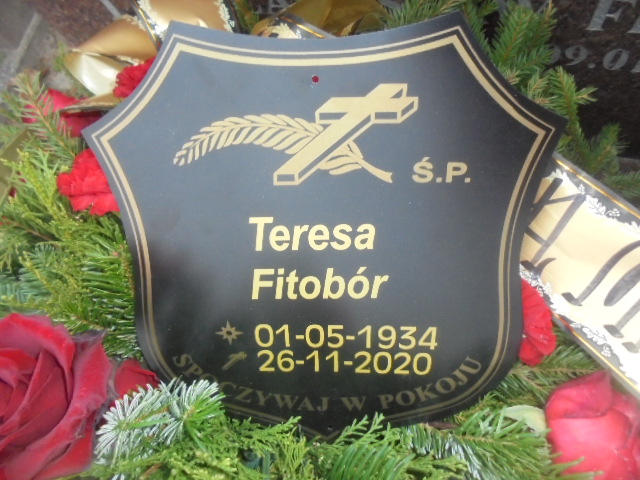 Ś.P.
Teresa
Fitobór
01-05-1934
26-11-2020
SPOCZYWAJ W POKOJU